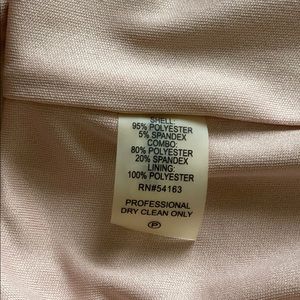 SHELL:
95% POLYESTER
5% SPANDEX
COMBO:
80% POLYESTER
20% SPANDEX
LINING:
100% POLYESTER
RN#54163
PROFESSIONAL
DRY CLEAN ONLY
P